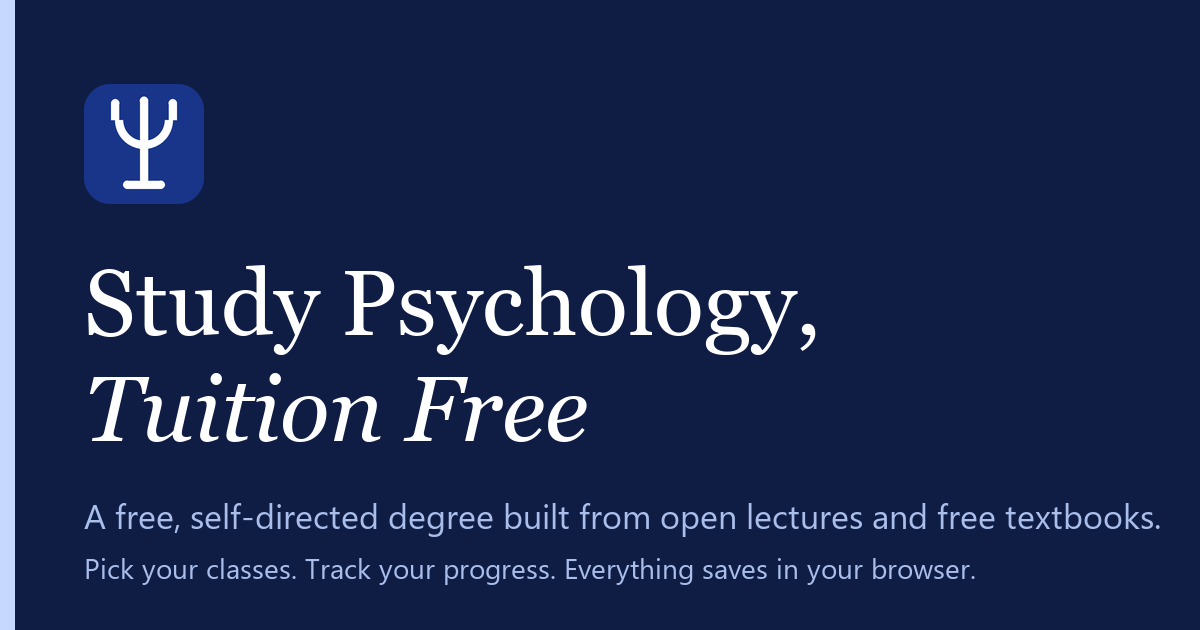 Study Psychology,
Tuition Free
A free, self-directed degree built from open lectures and free textbooks.
Pick your classes. Track your progress. Everything saves in your browser.